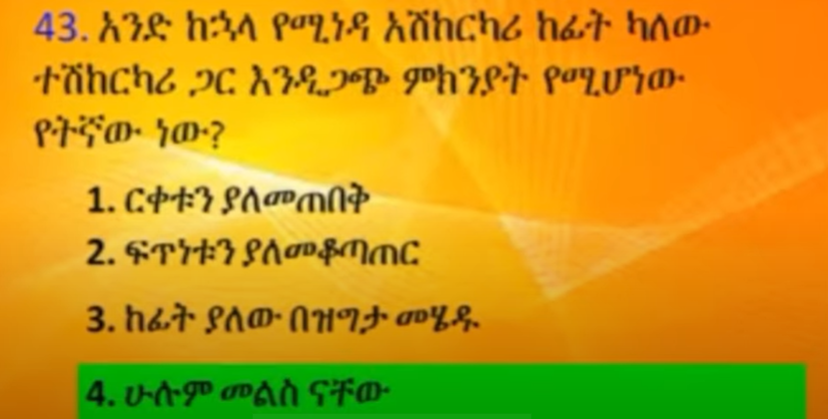 43. አንድ ከኋላ የሚነዳ አሽከርካሪ ከፊት ካለው
ተሽከርካሪ ጋር እንዲጋጭ ምክንያት የሚሆነው
የትኛው ነው?
1. ርቀቱን ያለመጠበቅ
2. ፍጥነቱን ያለመቆጣጠር
3. ከፊት ያለው በዝግታ መሄዱ
4. ሁሉም መልስ ናቸው